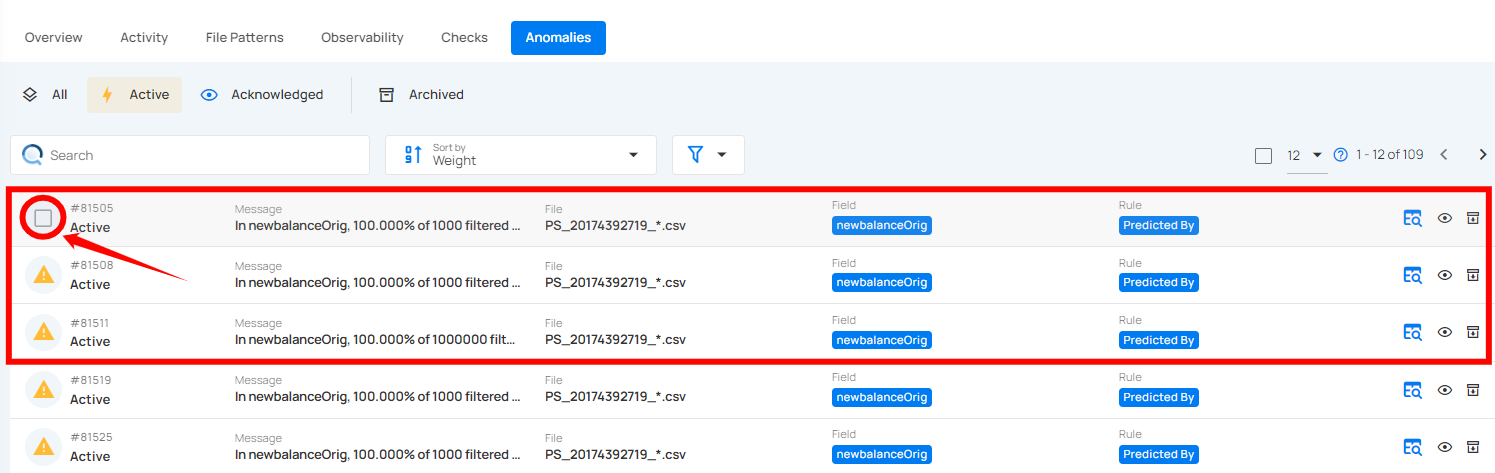 Overview Activity File Patterns Observability Checks Anomalies
All Active Acknowledged Archived
Search Sort by Weight 12 1 - 12 of 109
#81505 Message File Field Rule
Active In newbalanceOrig, 100.000% of 1000 filtered ... PS_20174392719_*.csv newbalanceOrig Predicted By
#81508 Message File Field Rule
Active In newbalanceOrig, 100.000% of 1000 filtered ... PS_20174392719_*.csv newbalanceOrig Predicted By
#81511 Message File Field Rule
Active In newbalanceOrig, 100.000% of 1000000 filt... PS_20174392719_*.csv newbalanceOrig Predicted By
#81519 Message File Field Rule
Active In newbalanceOrig, 100.000% of 1000 filtered ... PS_20174392719_*.csv newbalanceOrig Predicted By
#81525 Message File Field Rule
Active In newbalanceOrig, 100.000% of 1000 filtered ... PS_20174392719_*.csv newbalanceOrig Predicted By